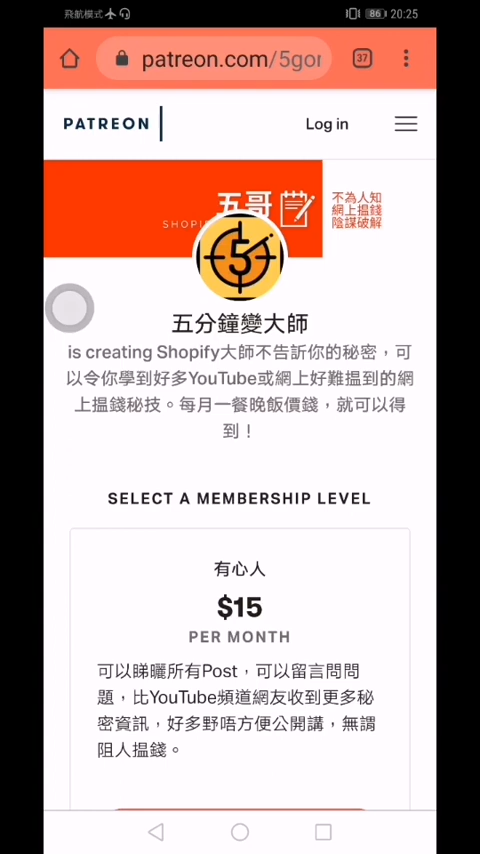 飛航模式
86
20:25
patreon.com/5gor
37
PATREON
Log in
五哥
SHOPI
不為人知
網上搵錢
陰謀破解
5
五分鐘變大師
is creating Shopify大師不告訴你的秘密，可
以令你學到好多YouTube或網上好難搵到的網
上搵錢秘技。每月一餐晚飯價錢，就可以得
到！
SELECT A MEMBERSHIP LEVEL
有心人
$15
PER MONTH
可以睇曬所有Post，可以留言問問
題，比YouTube頻道網友收到更多秘
密資訊，好多野唔方便公開講，無謂
阻人搵錢。